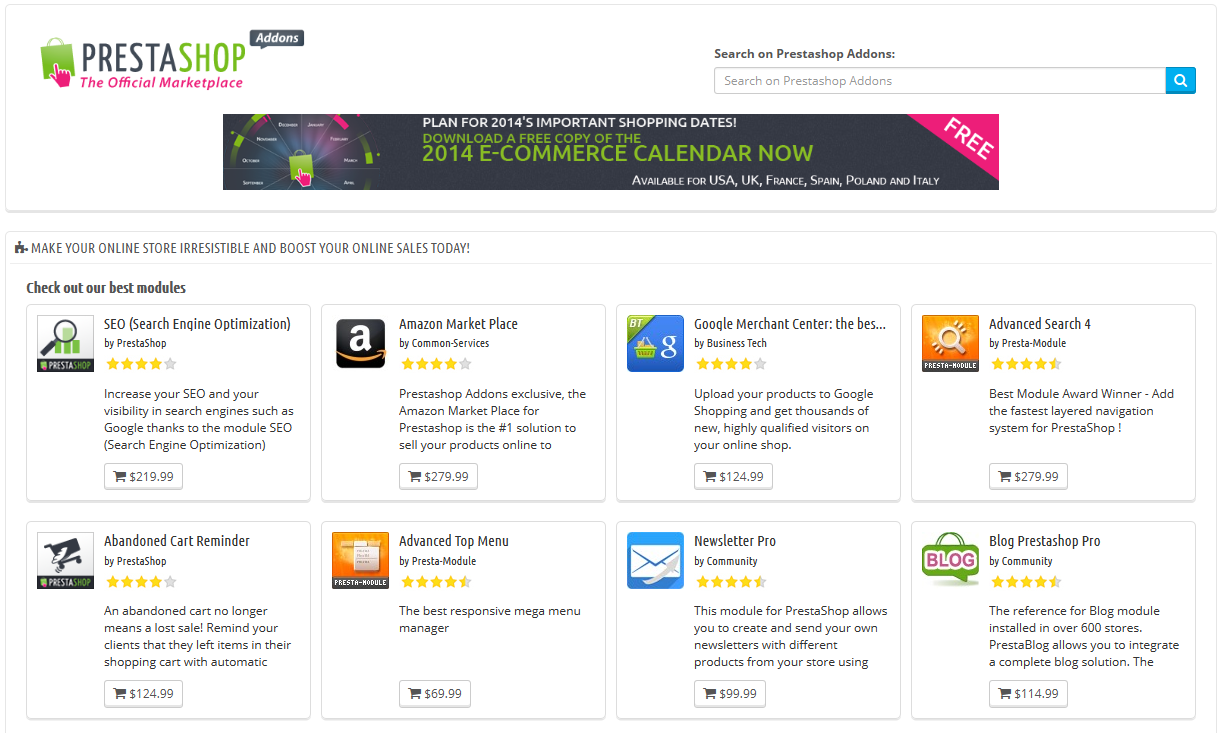 PRESTASHOP Addons
The Official Marketplace
Search on Prestashop Addons:
Search on Prestashop Addons
DECEMBER
JANUARY
NOVEMBER
FEBRUARY
OCTOBER
MARCH
SEPTEMBER
APRIL
PLAN FOR 2014'S IMPORTANT SHOPPING DATES!
DOWNLOAD A FREE COPY OF THE
2014 E-COMMERCE CALENDAR NOW
AVAILABLE FOR USA, UK, FRANCE, SPAIN, POLAND AND ITALY
FREE
MAKE YOUR ONLINE STORE IRRESISTIBLE AND BOOST YOUR ONLINE SALES TODAY!
Check out our best modules
PRESTASHOP
SEO (Search Engine Optimization)
by PrestaShop
Increase your SEO and your
visibility in search engines such as
Google thanks to the module SEO
(Search Engine Optimization)
$219.99
a
Amazon Market Place
by Common-Services
Prestashop Addons exclusive, the
Amazon Market Place for
Prestashop is the #1 solution to
sell your products online to
$279.99
BT
g
Google Merchant Center: the bes...
by Business Tech
Upload your products to Google
Shopping and get thousands of
new, highly qualified visitors on
your online shop.
$124.99
PRESTA-MODULE
Advanced Search 4
by Presta-Module
Best Module Award Winner - Add
the fastest layered navigation
system for PrestaShop !
$279.99
PRESTASHOP
Abandoned Cart Reminder
by PrestaShop
An abandoned cart no longer
means a lost sale! Remind your
clients that they left items in their
shopping cart with automatic
$124.99
PRESTA-MODULE
Advanced Top Menu
by Presta-Module
The best responsive mega menu
manager
$69.99
Newsletter Pro
by Community
This module for PrestaShop allows
you to create and send your own
newsletters with different
products from your store using
$99.99
BLOG
Blog Prestashop Pro
by Community
The reference for Blog module
installed in over 600 stores.
PrestaBlog allows you to integrate
a complete blog solution. The
$114.99